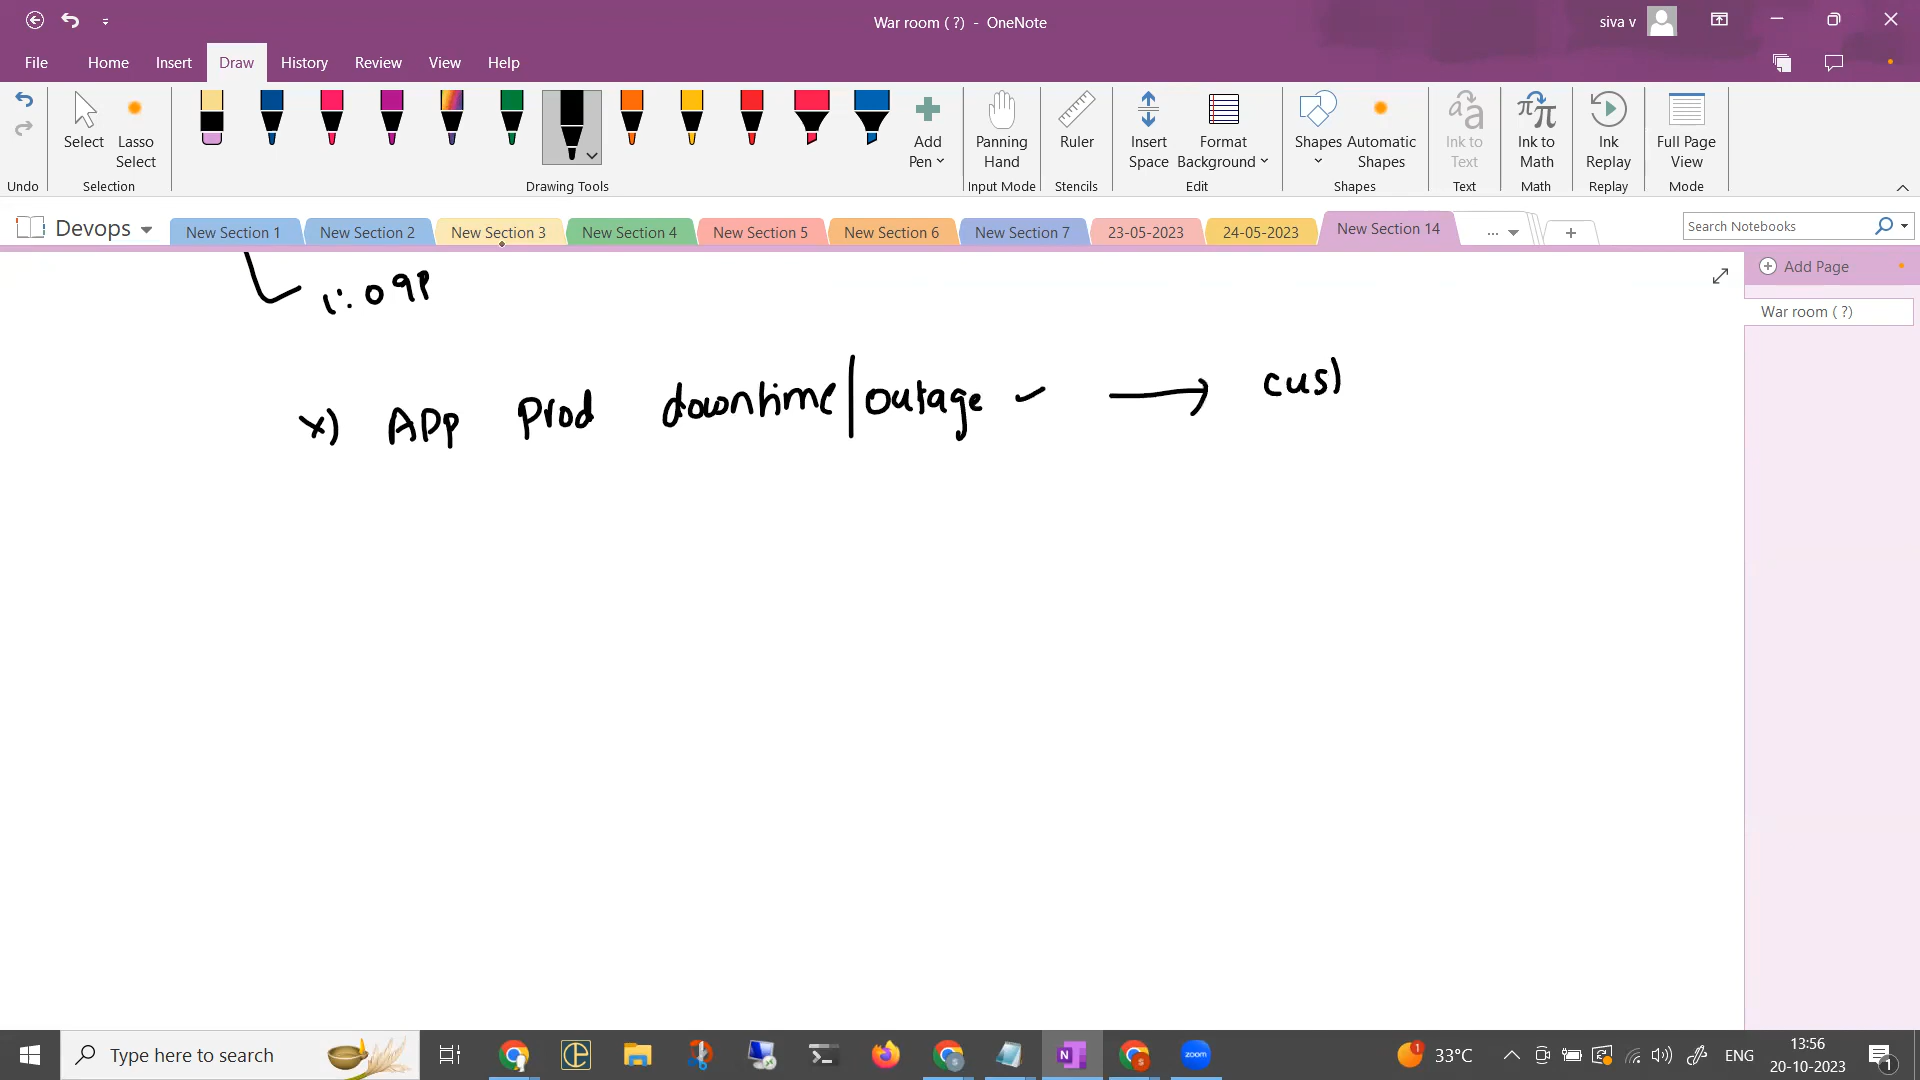 War room ( ?) - OneNote
siva v
File Home Insert Draw History Review View Help
Select
Lasso Select
Add Pen
Panning Hand
Ruler
Insert Space
Format Background
Shapes
Automatic Shapes
Ink to Text
Ink to Math
Ink Replay
Full Page View
Undo Selection Drawing Tools Input Mode Stencils Edit Shapes Text Math Replay Mode
Devops New Section 1 New Section 2 New Section 3 New Section 4 New Section 5 New Section 6 New Section 7 23-05-2023 24-05-2023 New Section 14 ... Search Notebooks
Add Page
War room ( ?)
x) App Prod downtime|outage → cus)
Type here to search
zoom
1 33°C ENG 13:56
20-10-2023 1